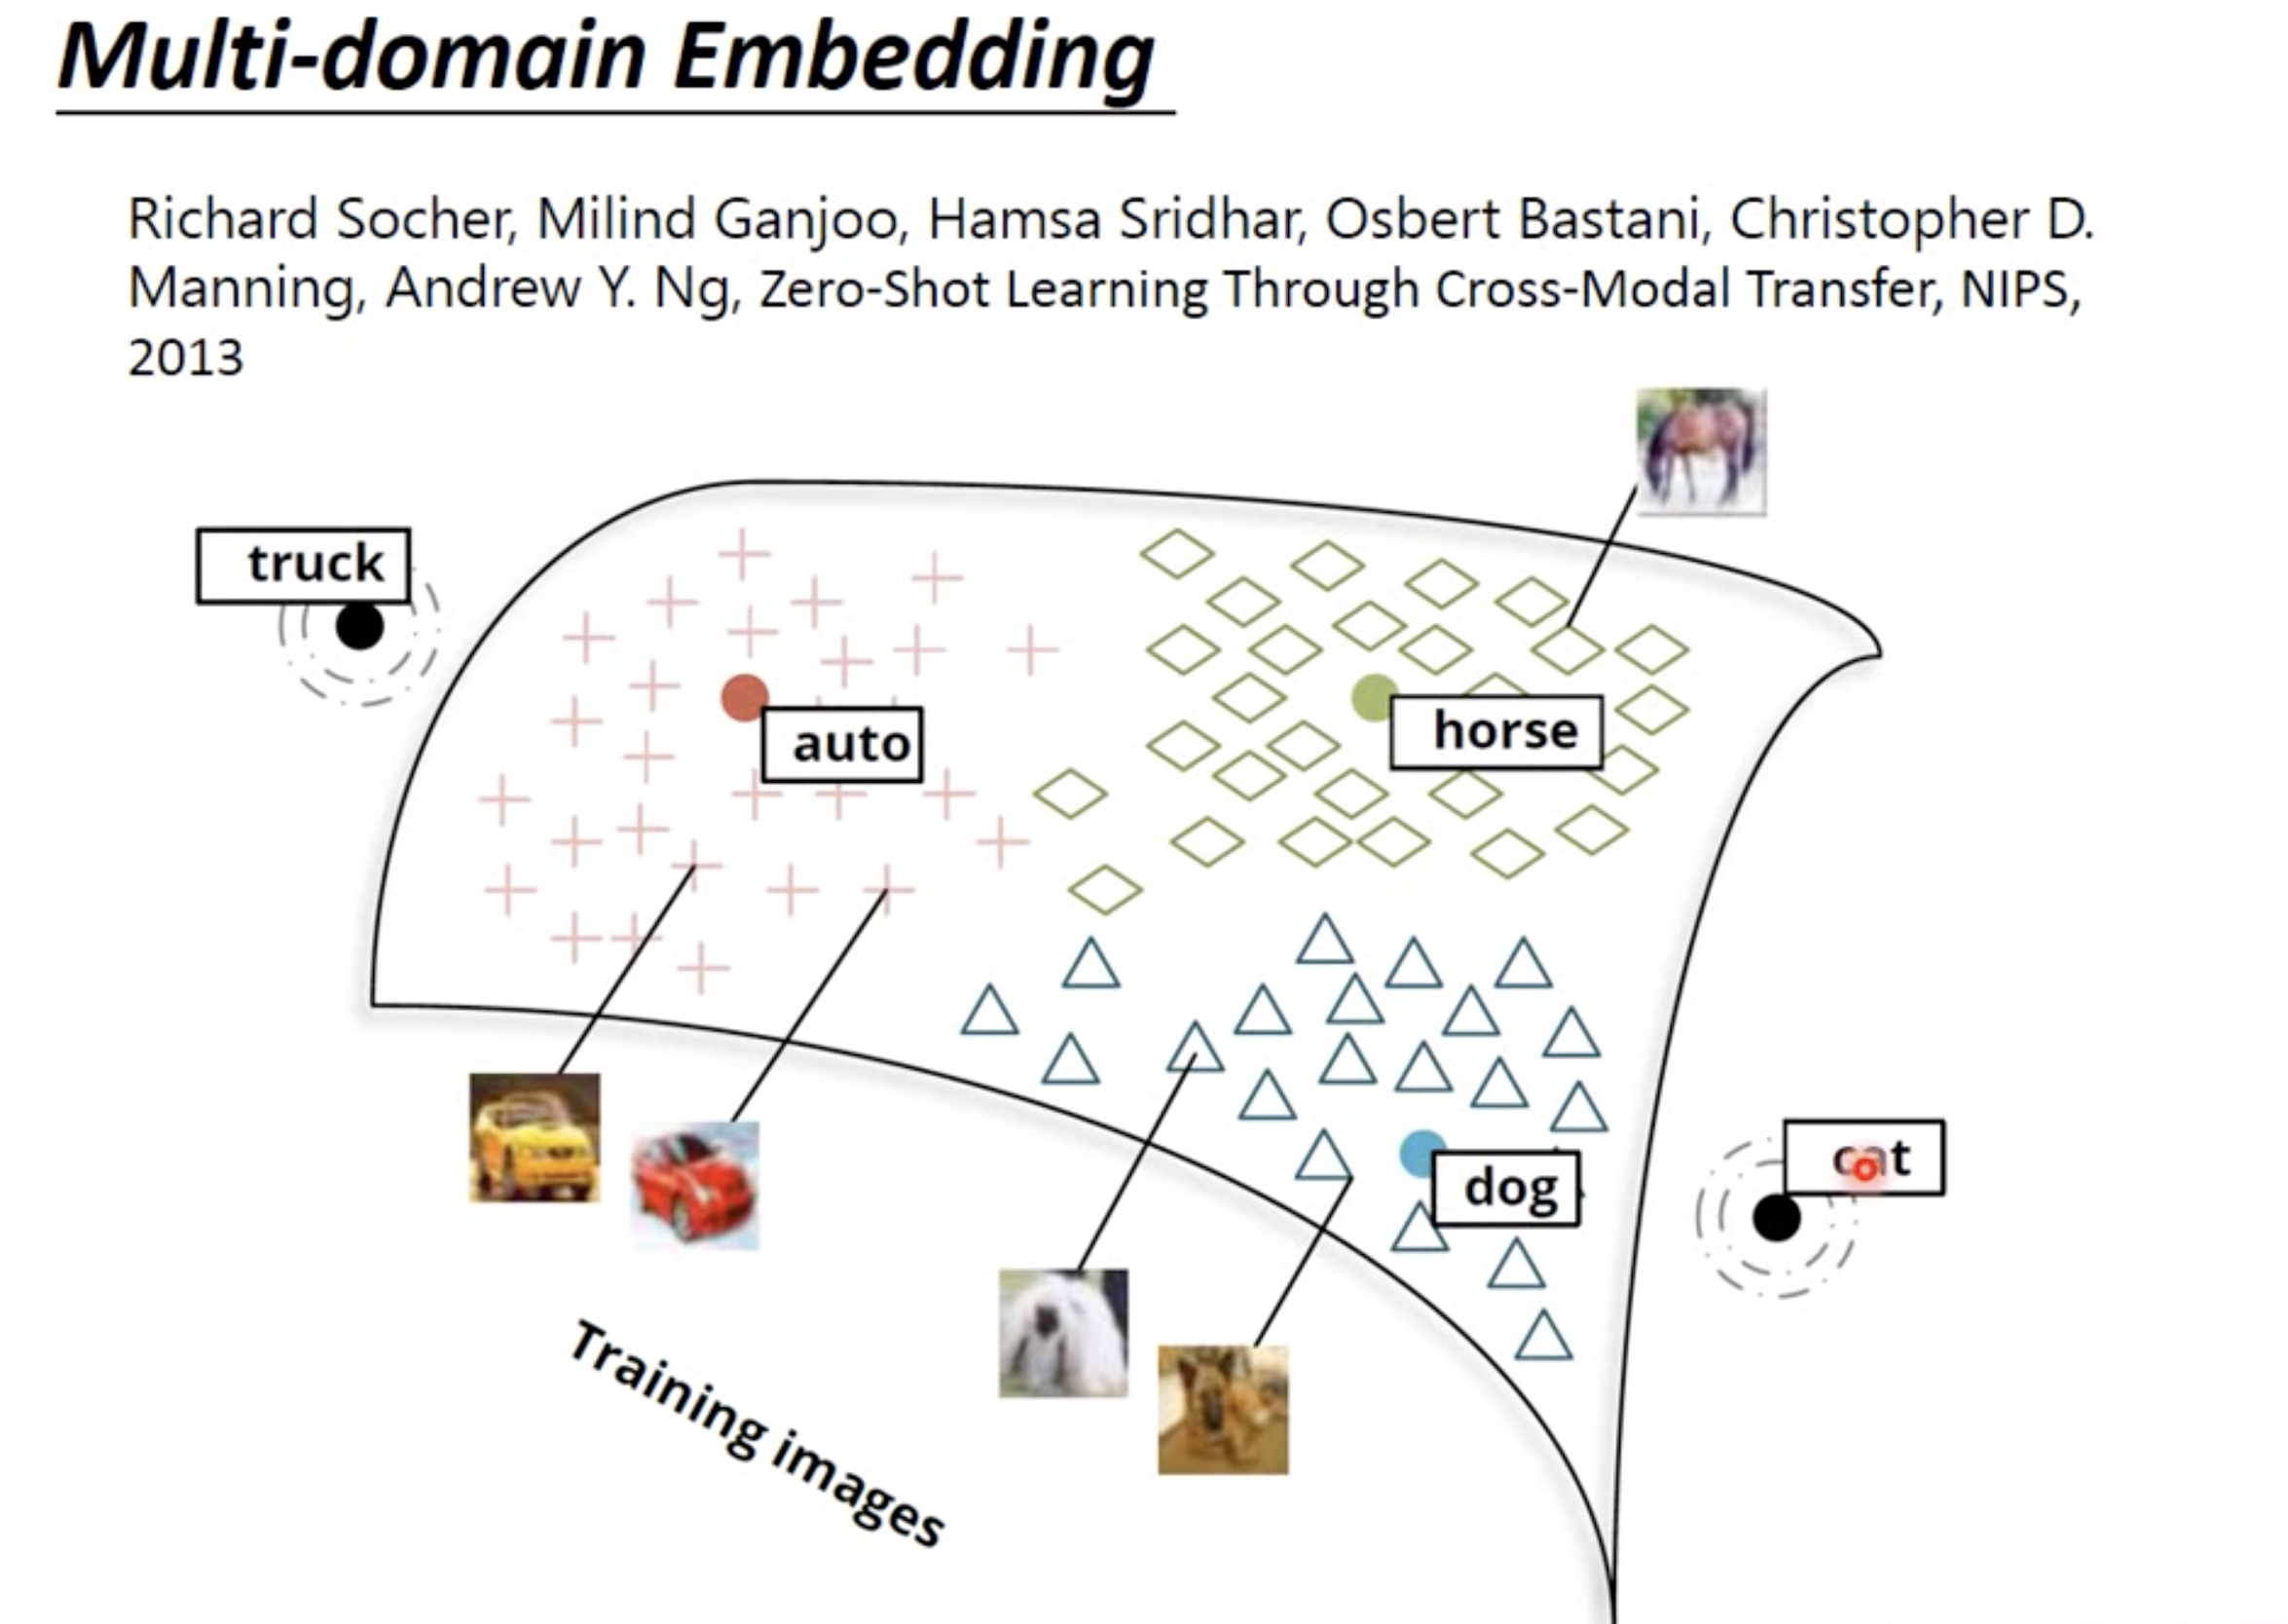 Multi-domain Embedding
Richard Socher, Milind Ganjoo, Hamsa Sridhar, Osbert Bastani, Christopher D.
Manning, Andrew Y. Ng, Zero-Shot Learning Through Cross-Modal Transfer, NIPS,
2013
truck
auto
horse
cat
dog
Training images